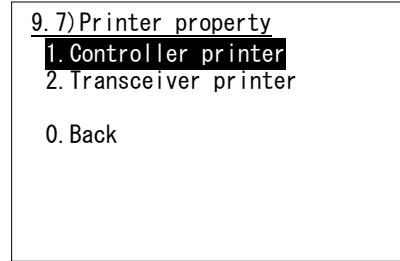 9.7)Printer property
1.Controller printer
2.Transceiver printer
0.Back